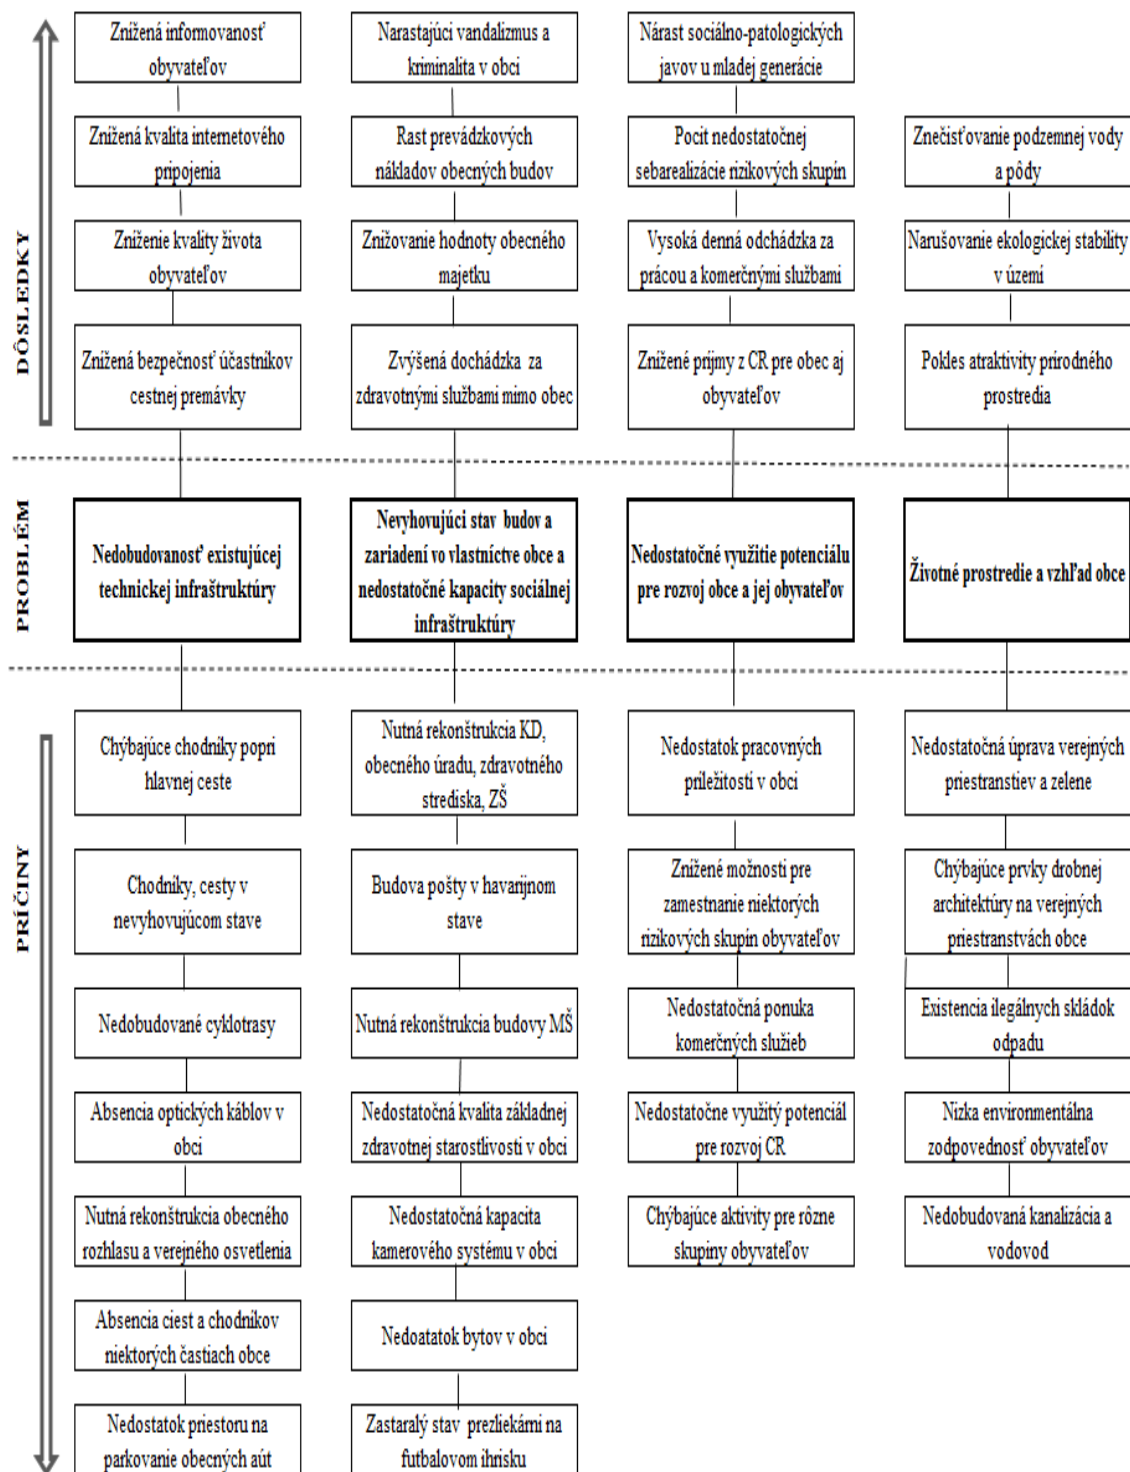 DÔSLEDKY
Znížená informovanosť
obyvateľov
Narastajúci vandalizmus a
kriminalita v obci
Nárast sociálno-patologických
javov u mladej generácie
Znížená kvalita internetového
pripojenia
Rast prevádzkových
nákladov obecných budov
Pocit nedostatočnej
sebarealizácie rizikových skupín
Znečisťovanie podzemnej vody
a pôdy
Zníženie kvality života
obyvateľov
Znižovanie hodnoty obecného
majetku
Vysoká denná odchádzka za
prácou a komerčnými službami
Narušovanie ekologickej stability
v území
Znížená bezpečnosť účastníkov
cestnej premávky
Zvýšená dochádzka za
zdravotnými službami mimo obec
Znížené príjmy z CR pre obec aj
obyvateľov
Pokles atraktivity prírodného
prostredia
PROBLÉM
Nedobudovanosť existujúcej
technickej infraštruktúry
Nevyhovujúci stav budov a
zariadení vo vlastníctve obce a
nedostatočné kapacity sociálnej
infraštruktúry
Nedostatočné využitie potenciálu
pre rozvoj obce a jej obyvateľov
Životné prostredie a vzhľad obce
PRÍČINY
Chýbajúce chodníky popri
hlavnej ceste
Nutná rekonštrukcia KD,
obecného úradu, zdravotného
strediska, ZŠ
Nedostatok pracovných
príležitostí v obci
Nedostatočná úprava verejných
priestranstiev a zelene
Chodníky, cesty v
nevyhovujúcom stave
Budova pošty v havarijnom
stave
Znížené možnosti pre
zamestnanie niektorých
rizikových skupín obyvateľov
Chýbajúce prvky drobnej
architektúry na verejných
priestranstvách obce
Nedobudované cyklotrasy
Nutná rekonštrukcia budovy MŠ
Nedostatočná ponuka
komerčných služieb
Existencia ilegálnych skládok
odpadu
Absencia optických káblov v
obci
Nedostatočná kvalita základnej
zdravotnej starostlivosti v obci
Nedostatočne využitý potenciál
pre rozvoj CR
Nízka environmentálna
zodpovednosť obyvateľov
Nutná rekonštrukcia obecného
rozhlasu a verejného osvetlenia
Nedostatočná kapacita
kamerového systému v obci
Chýbajúce aktivity pre rôzne
skupiny obyvateľov
Nedobudovaná kanalizácia a
vodovod
Absencia ciest a chodníkov
niektorých častiach obce
Nedoatatok bytov v obci
Nedostatok priestoru na
parkovanie obecných aút
Zastaralý stav prezliekární na
futbalovom ihrisku